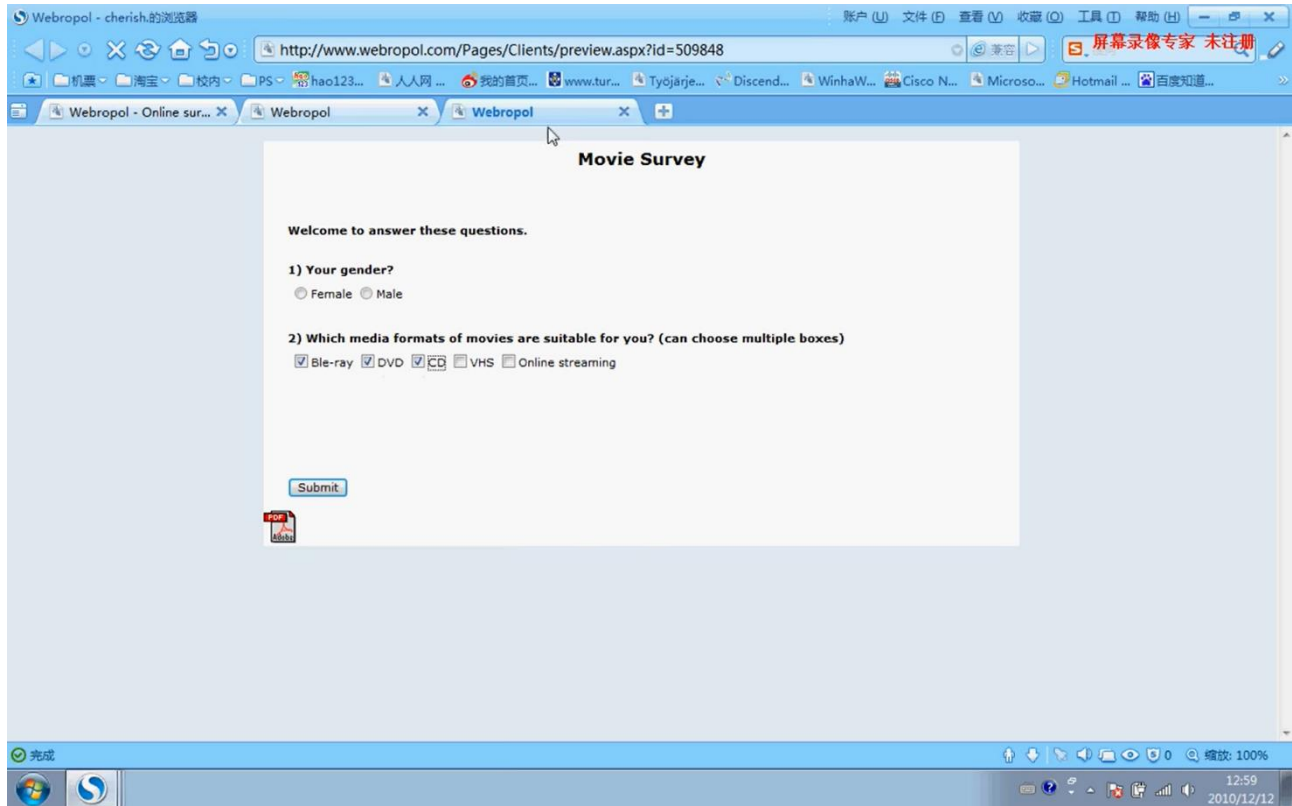 Webropol - cherish.的浏览器 账户 (U) 文件 (F) 查看 (V) 收藏 (O) 工具 (T) 帮助 (H)
http://www.webropol.com/Pages/Clients/preview.aspx?id=509848 兼容
屏幕录像专家 未注册
机票 淘宝 校内 PS hao123... 人人网 ... 我的首页... www.tur... Työjärje... Discend... WinhaW... Cisco N... Microso... Hotmail ... 百度知道...
Webropol - Online sur... Webropol Webropol
Movie Survey
Welcome to answer these questions.
1) Your gender?
Female Male
2) Which media formats of movies are suitable for you? (can choose multiple boxes)
Ble-ray DVD CD VHS Online streaming
Submit
PDF
Adobe
完成 0 缩放: 100%
12:59
2010/12/12